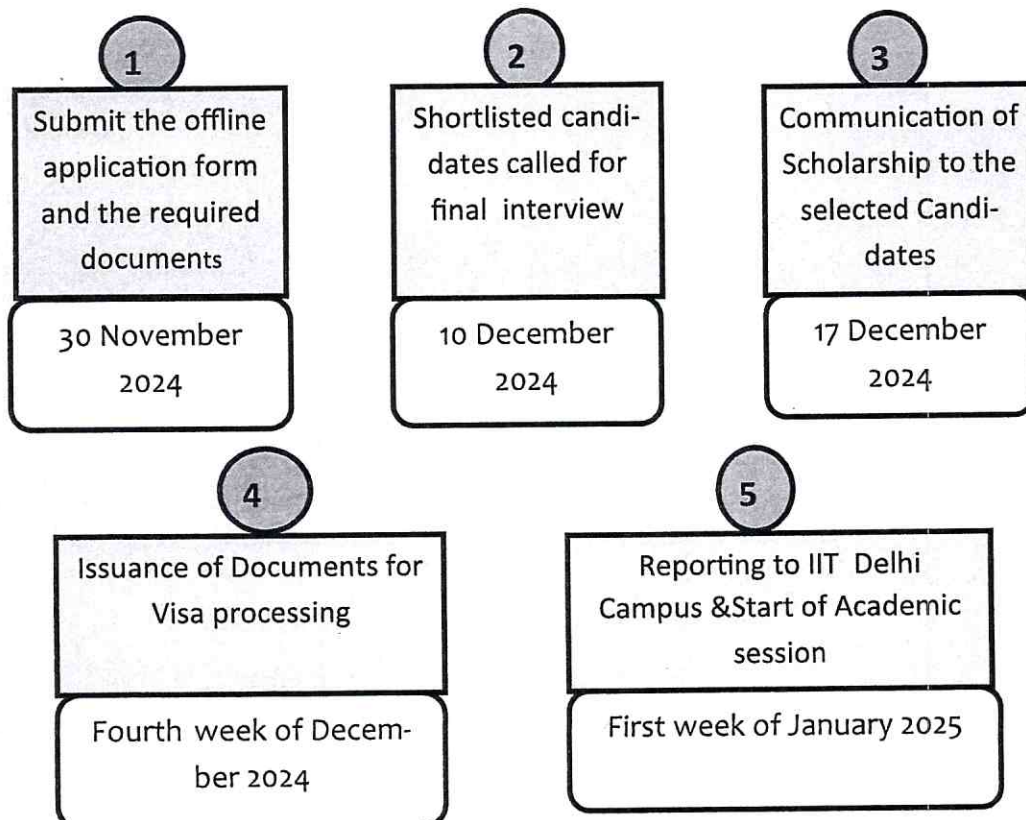 1
Submit the offline
application form
and the required
documents
30 November
2024
2
Shortlisted candi-
dates called for
final interview
10 December
2024
3
Communication of
Scholarship to the
selected Candi-
dates
17 December
2024
4
Issuance of Documents for
Visa processing
Fourth week of Decem-
ber 2024
5
Reporting to IIT Delhi
Campus &Start of Academic
session
First week of January 2025